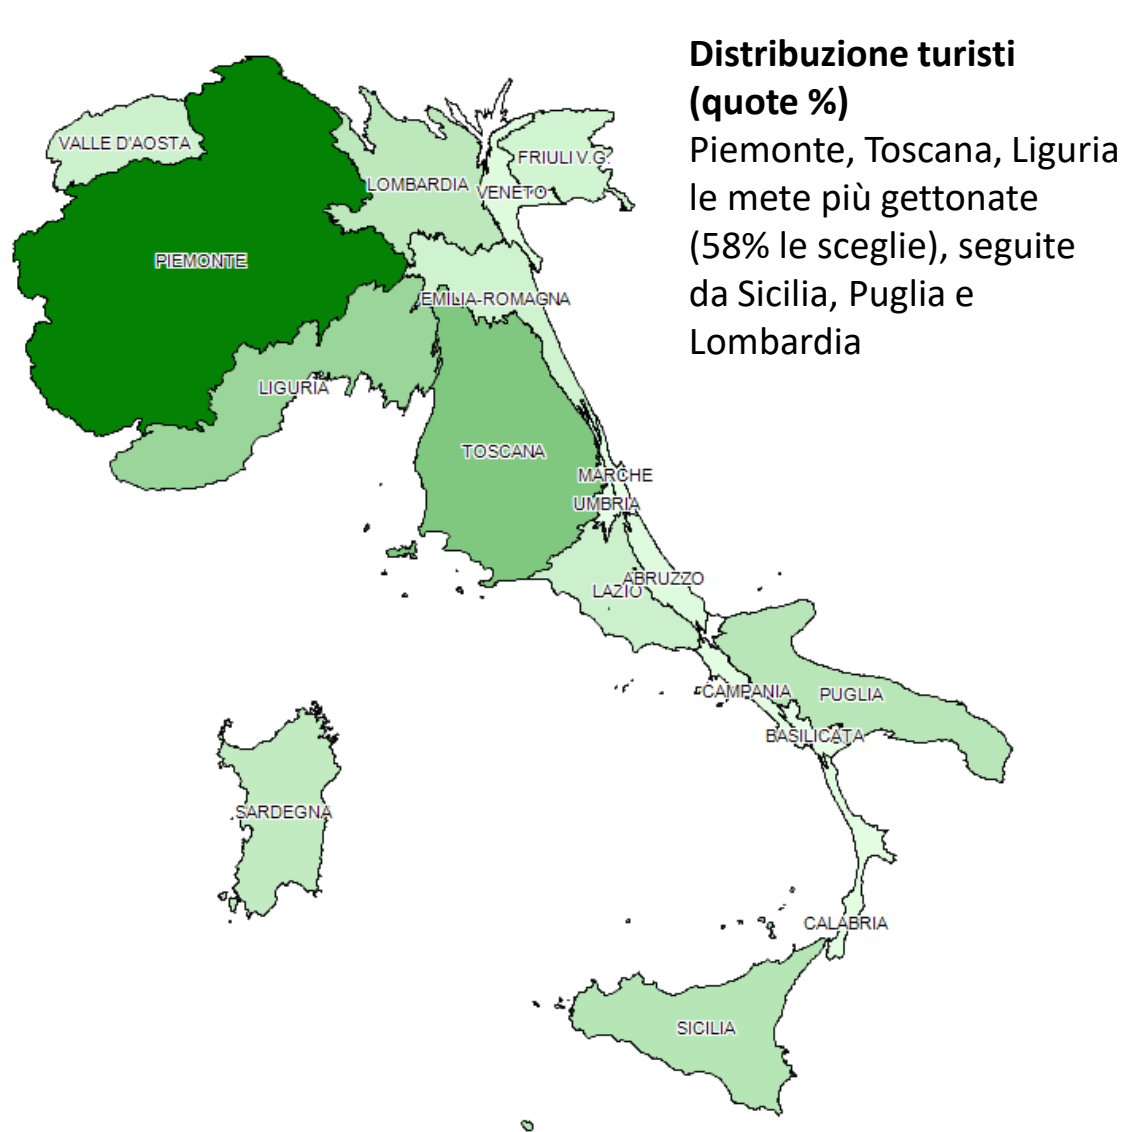 Distribuzione turisti
(quote %)
Piemonte, Toscana, Liguria
le mete più gettonate
(58% le sceglie), seguite
da Sicilia, Puglia e
Lombardia
VALLE D'AOSTA
FRIULI V.G.
LOMBARDIA
VENETO
PIEMONTE
EMILIA-ROMAGNA
LIGURIA
TOSCANA
MARCHE
UMBRIA
ABRUZZO
LAZIO
CAMPANIA
PUGLIA
BASILICATA
SARDEGNA
CALABRIA
SICILIA